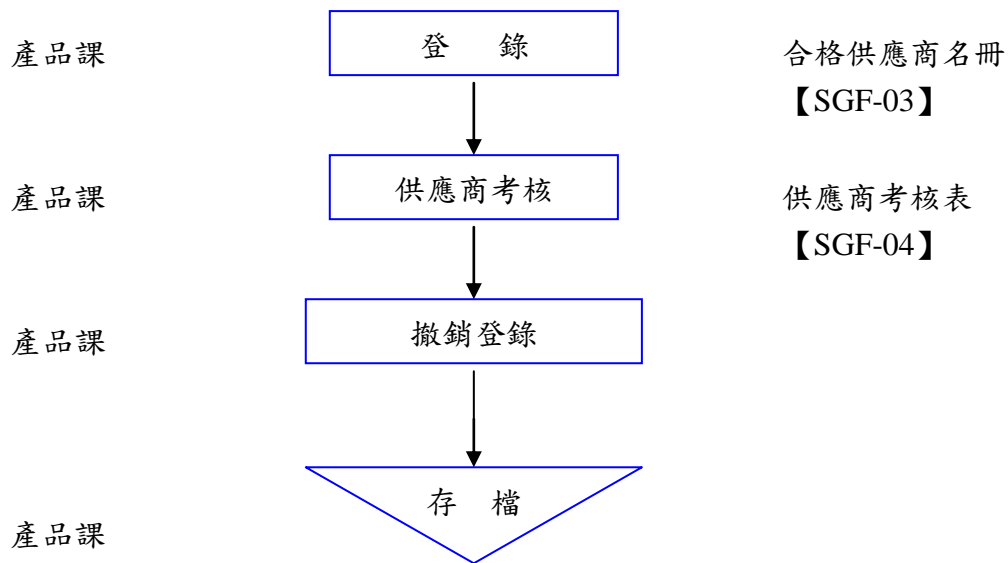 產品課 登 錄 合格供應商名冊
【SGF-03】
產品課 供應商考核 供應商考核表
【SGF-04】
產品課 撤銷登錄
存 檔
產品課